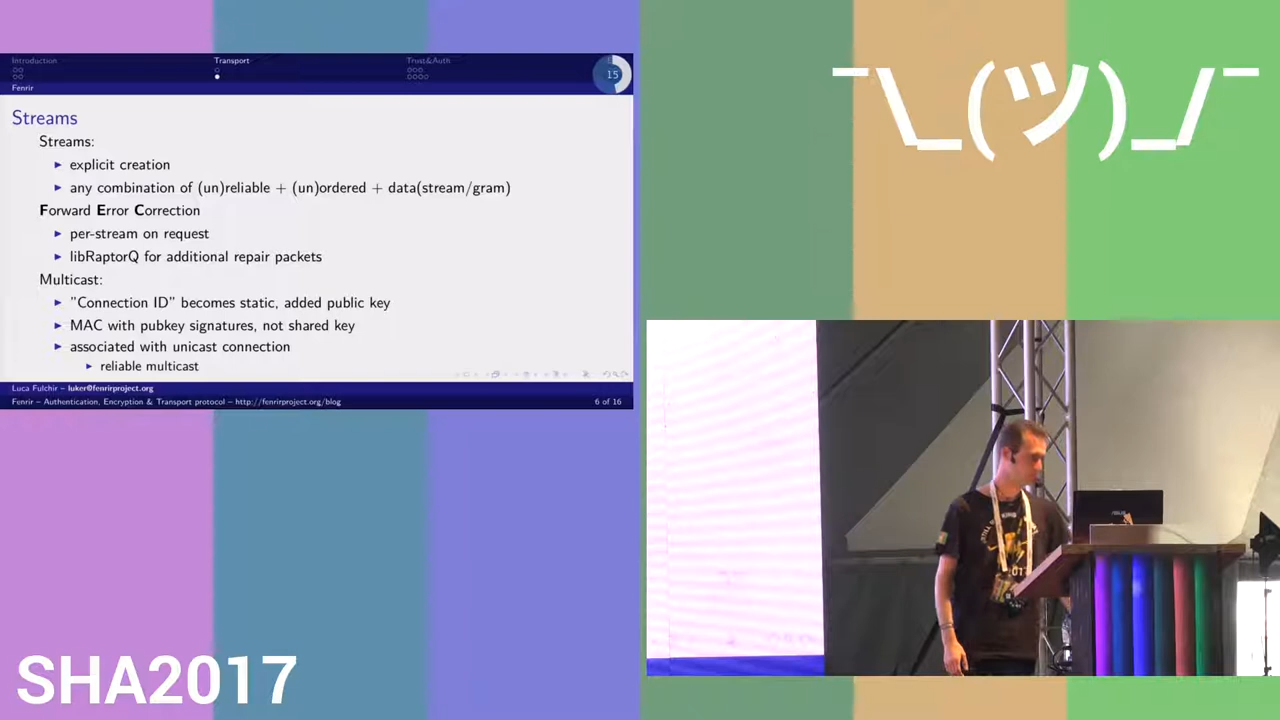 Introduction Transport Trust&Auth
15
Fenrir
Streams
Streams:
explicit creation
any combination of (un)reliable + (un)ordered + data(stream/gram)
Forward Error Correction
per-stream on request
libRaptorQ for additional repair packets
Multicast:
"Connection ID" becomes static, added public key
MAC with pubkey signatures, not shared key
associated with unicast connection
reliable multicast
Luca Fulchir – luker@fenrirproject.org
Fenrir – Authentication, Encryption & Transport protocol – http://fenrirproject.org/blog 6 of 16
¯\_(ツ)_/¯
SHA2017